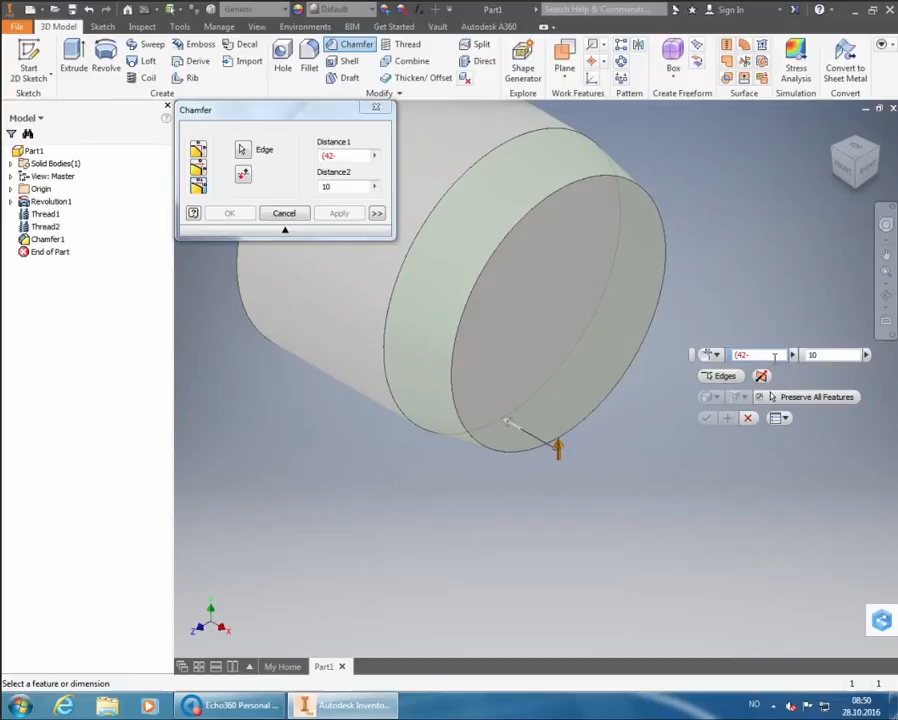 Generic
Default
Part1
Search Help & Commands...
Sign In
File
3D Model
Sketch
Inspect
Tools
Manage
View
Environments
BIM
Get Started
Vault
Autodesk A360
Start
2D Sketch
Extrude
Revolve
Sweep
Loft
Coil
Emboss
Derive
Rib
Decal
Import
Hole
Fillet
Chamfer
Shell
Draft
Thread
Combine
Thicken/ Offset
Split
Direct
Shape
Generator
Plane
Box
Stress
Analysis
Convert to
Sheet Metal
Sketch
Create
Modify
Explore
Work Features
Pattern
Create Freeform
Surface
Simulation
Convert
Model
Part1
Solid Bodies(1)
View: Master
Origin
Revolution1
Thread1
Thread2
Chamfer1
End of Part
Chamfer
Edge
Distance1
(42-
Distance2
10
OK
Cancel
Apply
>>
TOP
(42-
10
Edges
Preserve All Features
Y
Z
X
My Home
Part1
Select a feature or dimension
1
1
Echo360 Personal ...
Autodesk Invento...
NO
08:50
28.10.2016